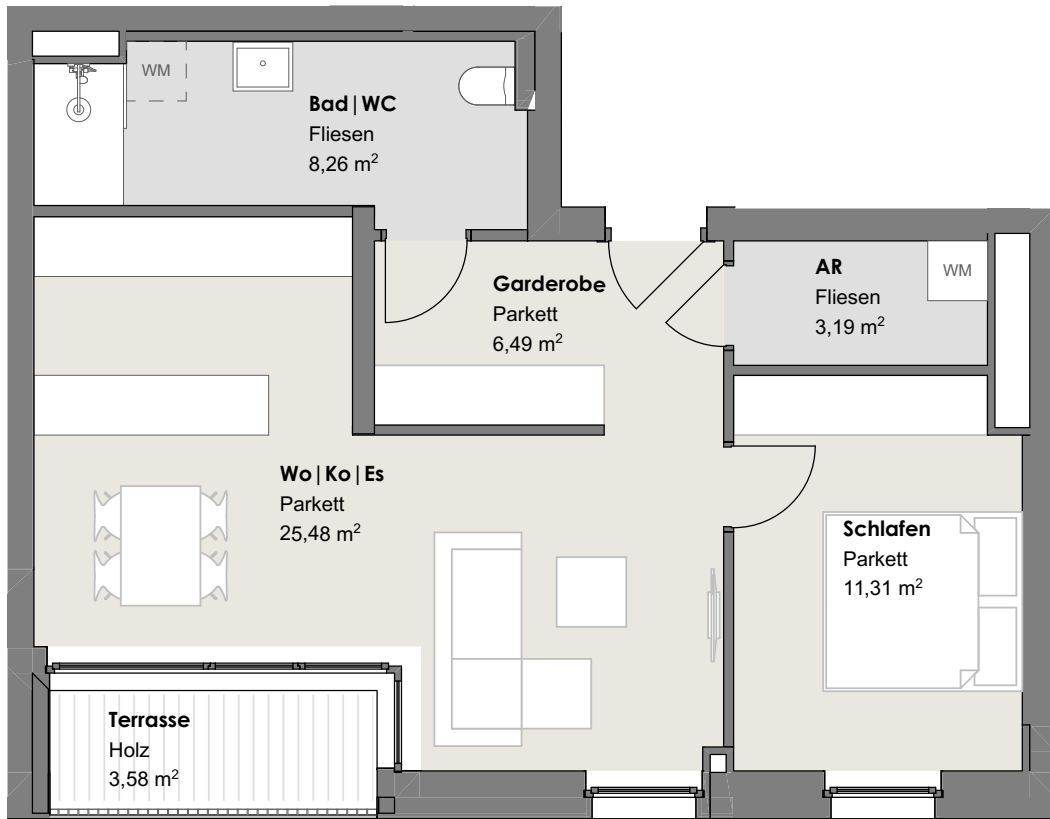 WM
Bad|WC
Fliesen
8,26 m²
Garderobe
Parkett
6,49 m²
AR
Fliesen
3,19 m²
WM
Wo|Ko|Es
Parkett
25,48 m²
Schlafen
Parkett
11,31 m²
Terrasse
Holz
3,58 m²